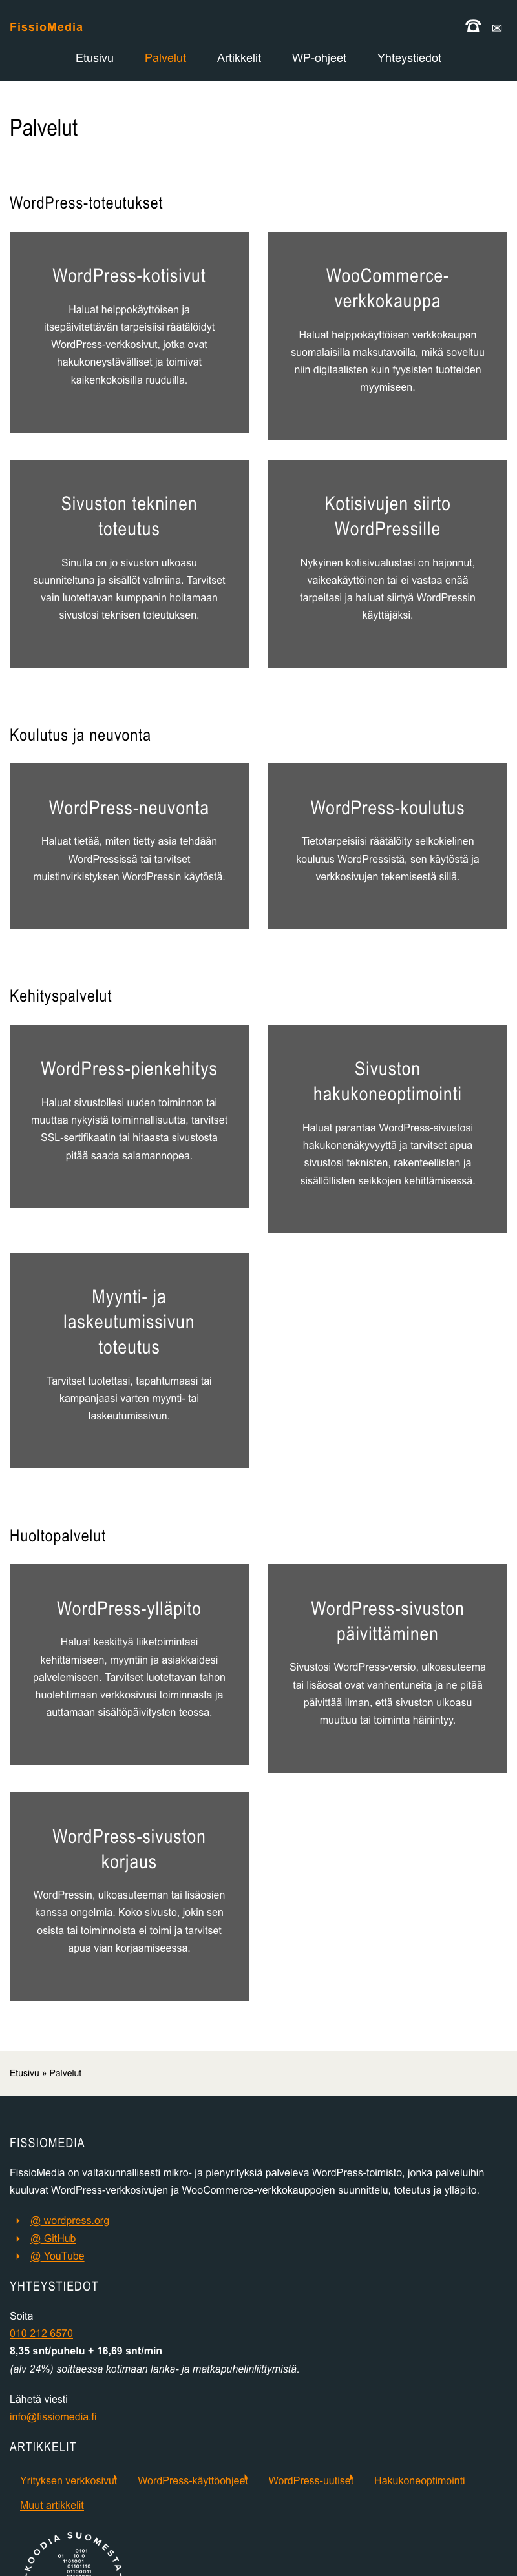 FissioMedia
Etusivu Palvelut Artikkelit WP-ohjeet Yhteystiedot
Palvelut
WordPress-toteutukset
WordPress-kotisivut
Haluat helppokäyttöisen ja
itsepäivitettävän tarpeisiisi räätälöidyt
WordPress-verkkosivut, jotka ovat
hakukoneystävälliset ja toimivat
kaikenkokoisilla ruuduilla.
WooCommerce-
verkkokauppa
Haluat helppokäyttöisen verkkokaupan
suomalaisilla maksutavoilla, mikä soveltuu
niin digitaalisten kuin fyysisten tuotteiden
myymiseen.
Sivuston tekninen
toteutus
Sinulla on jo sivuston ulkoasu
suunniteltuna ja sisällöt valmiina. Tarvitset
vain luotettavan kumppanin hoitamaan
sivustosi teknisen toteutuksen.
Kotisivujen siirto
WordPressille
Nykyinen kotisivualustasi on hajonnut,
vaikeakäyttöinen tai ei vastaa enää
tarpeitasi ja haluat siirtyä WordPressin
käyttäjäksi.
Koulutus ja neuvonta
WordPress-neuvonta
Haluat tietää, miten tietty asia tehdään
WordPressissä tai tarvitset
muistinvirkistyksen WordPressin käytöstä.
WordPress-koulutus
Tietotarpeisiisi räätälöity selkokielinen
koulutus WordPressistä, sen käytöstä ja
verkkosivujen tekemisestä sillä.
Kehityspalvelut
WordPress-pienkehitys
Haluat sivustollesi uuden toiminnon tai
muuttaa nykyistä toiminnallisuutta, tarvitset
SSL-sertifikaatin tai hitaasta sivustosta
pitää saada salamannopea.
Sivuston
hakukoneoptimointi
Haluat parantaa WordPress-sivustosi
hakukonenäkyvyyttä ja tarvitset apua
sivustosi teknisten, rakenteellisten ja
sisällöllisten seikkojen kehittämisessä.
Myynti- ja
laskeutumissivun
toteutus
Tarvitset tuotettasi, tapahtumaasi tai
kampanjaasi varten myynti- tai
laskeutumissivun.
Huoltopalvelut
WordPress-ylläpito
Haluat keskittyä liiketoimintasi
kehittämiseen, myyntiin ja asiakkaidesi
palvelemiseen. Tarvitset luotettavan tahon
huolehtimaan verkkosivusi toiminnasta ja
auttamaan sisältöpäivitysten teossa.
WordPress-sivuston
päivittäminen
Sivustosi WordPress-versio, ulkoasuteema
tai lisäosat ovat vanhentuneita ja ne pitää
päivittää ilman, että sivuston ulkoasu
muuttuu tai toiminta häiriintyy.
WordPress-sivuston
korjaus
WordPressin, ulkoasuteeman tai lisäosien
kanssa ongelmia. Koko sivusto, jokin sen
osista tai toiminnoista ei toimi ja tarvitset
apua vian korjaamiseessa.
Etusivu » Palvelut
FISSIOMEDIA
FissioMedia on valtakunnallisesti mikro- ja pienyrityksiä palveleva WordPress-toimisto, jonka palveluihin
kuuluvat WordPress-verkkosivujen ja WooCommerce-verkkokauppojen suunnittelu, toteutus ja ylläpito.
@ wordpress.org
@ GitHub
@ YouTube
YHTEYSTIEDOT
Soita
010 212 6570
8,35 snt/puhelu + 16,69 snt/min
(alv 24%) soittaessa kotimaan lanka- ja matkapuhelinliittymistä.
Lähetä viesti
info@fissiomedia.fi
ARTIKKELIT
Yrityksen verkkosivut WordPress-käyttöohjeet WordPress-uutiset Hakukoneoptimointi
Muut artikkelit
KOODIA SUOMESTA
0101
01 10 0
1101001
01101110
01100011